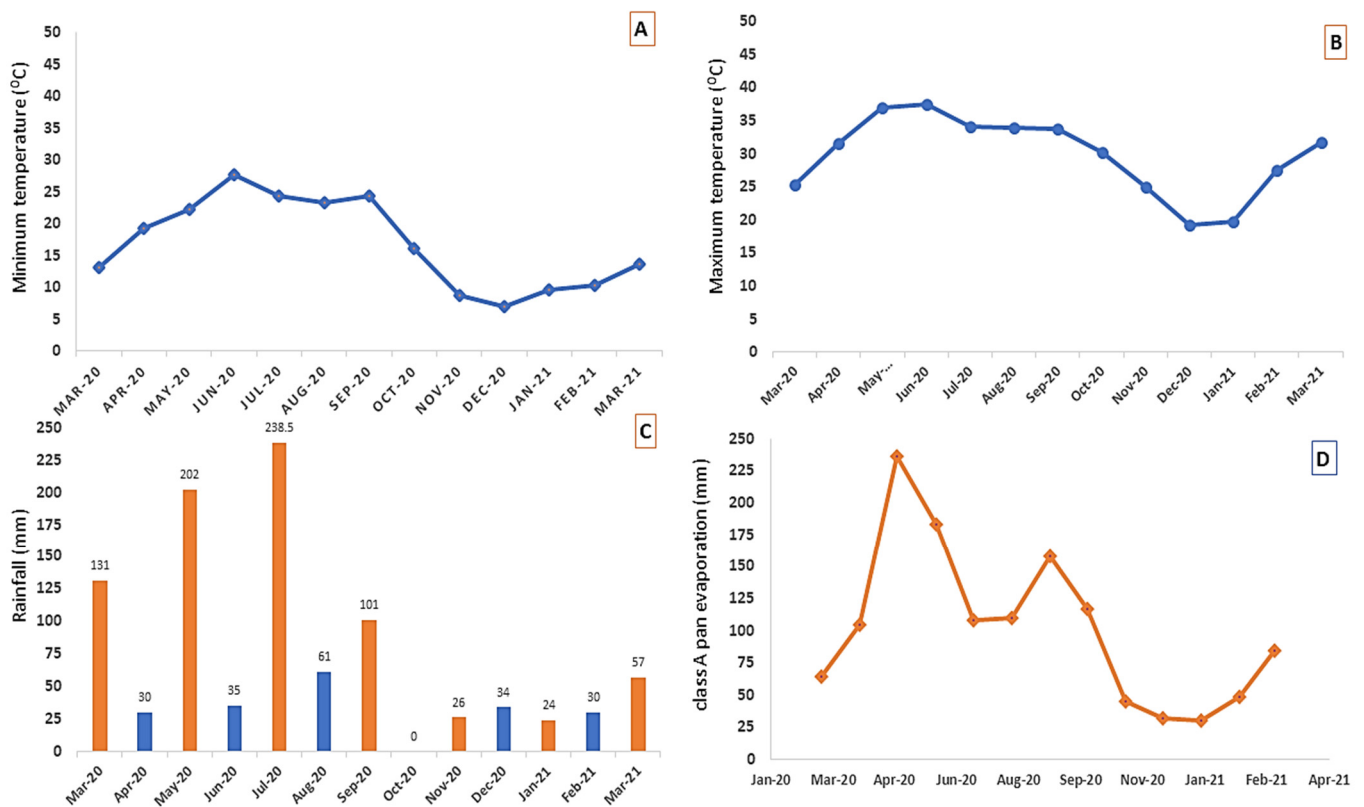 A
Minimum temperature (⁰C)
50
45
40
35
30
25
20
15
10
5
0
MAR-20
APR-20
MAY-20
JUN-20
JUL-20
AUG-20
SEP-20
OCT-20
NOV-20
DEC-20
JAN-21
FEB-21
MAR-21
B
Maximum temperature (⁰C)
50
45
40
35
30
25
20
15
10
5
0
Mar-20
Apr-20
May-...
Jun-20
Jul-20
Aug-20
Sep-20
Oct-20
Nov-20
Dec-20
Jan-21
Feb-21
Mar-21
C
Rainfall (mm)
250
225
200
175
150
125
100
75
50
25
0
131
30
202
35
238.5
61
101
0
26
34
24
30
57
Mar-20
Apr-20
May-20
Jun-20
Jul-20
Aug-20
Sep-20
Oct-20
Nov-20
Dec-20
Jan-21
Feb-21
Mar-21
D
class A pan evaporation (mm)
250
225
200
175
150
125
100
75
50
25
0
Jan-20
Mar-20
Apr-20
Jun-20
Aug-20
Sep-20
Nov-20
Jan-21
Feb-21
Apr-21